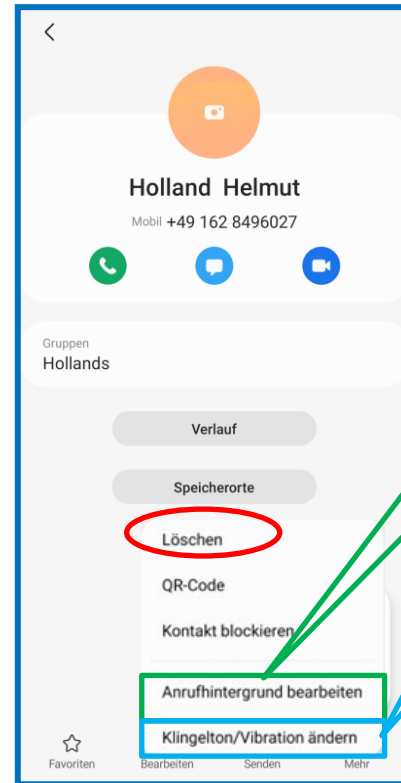 Holland Helmut
Mobil +49 162 8496027
Gruppen
Hollands
Verlauf
Speicherorte
Löschen
QR-Code
Kontakt blockieren
Anrufhintergrund bearbeiten
Klingelton/Vibration ändern
Favoriten Bearbeiten Senden Mehr